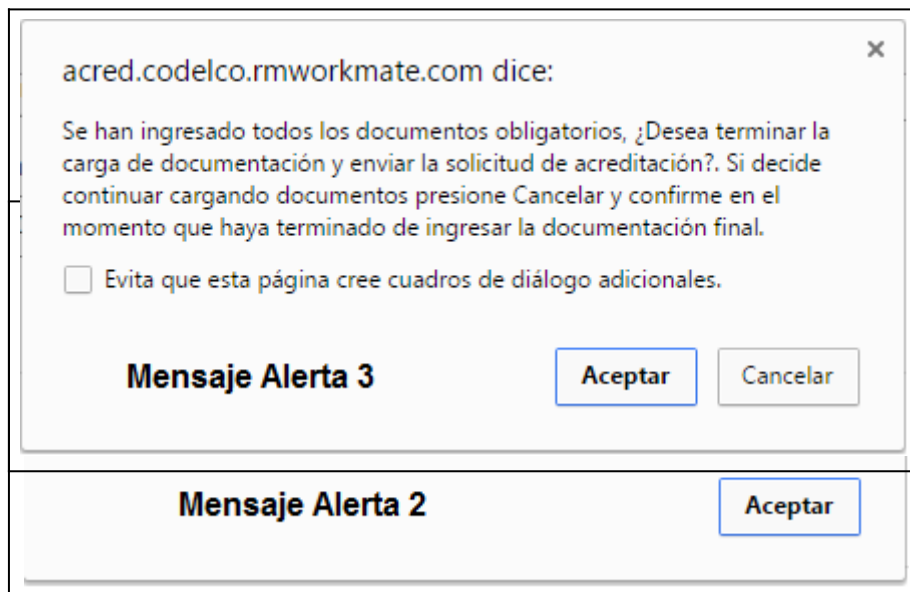 acred.codelco.rmworkmate.com dice:
Se han ingresado todos los documentos obligatorios, ¿Desea terminar la
carga de documentación y enviar la solicitud de acreditación?. Si decide
continuar cargando documentos presione Cancelar y confirme en el
momento que haya terminado de ingresar la documentación final.
Evita que esta página cree cuadros de diálogo adicionales.
Mensaje Alerta 3 Aceptar Cancelar
Mensaje Alerta 2 Aceptar